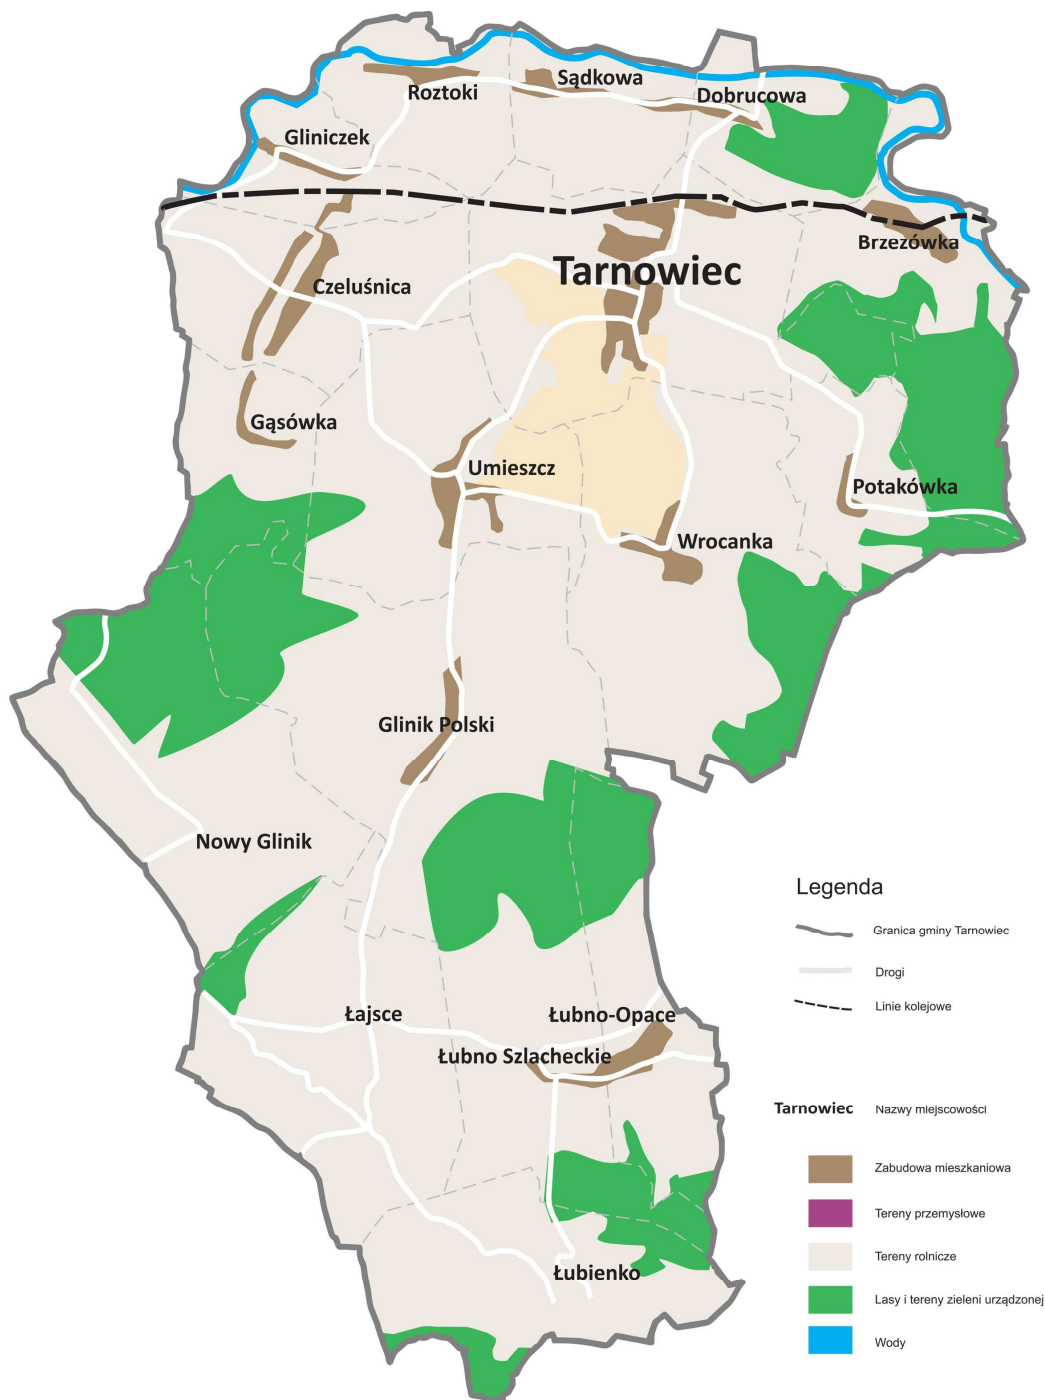 Sądkowa
Roztoki
Dobrucowa
Gliniczek
Brzezówka
Tarnowiec
Czeluśnica
Gąsówka
Umieszcz
Potakówka
Wrocanka
Glinik Polski
Nowy Glinik
Łajsce
Łubno-Opace
Łubno Szlacheckie
Łubienko
Legenda
Granica gminy Tarnowiec
Drogi
Linie kolejowe
Tarnowiec Nazwy miejscowości
Zabudowa mieszkaniowa
Tereny przemysłowe
Tereny rolnicze
Lasy i tereny zieleni urządzonej
Wody